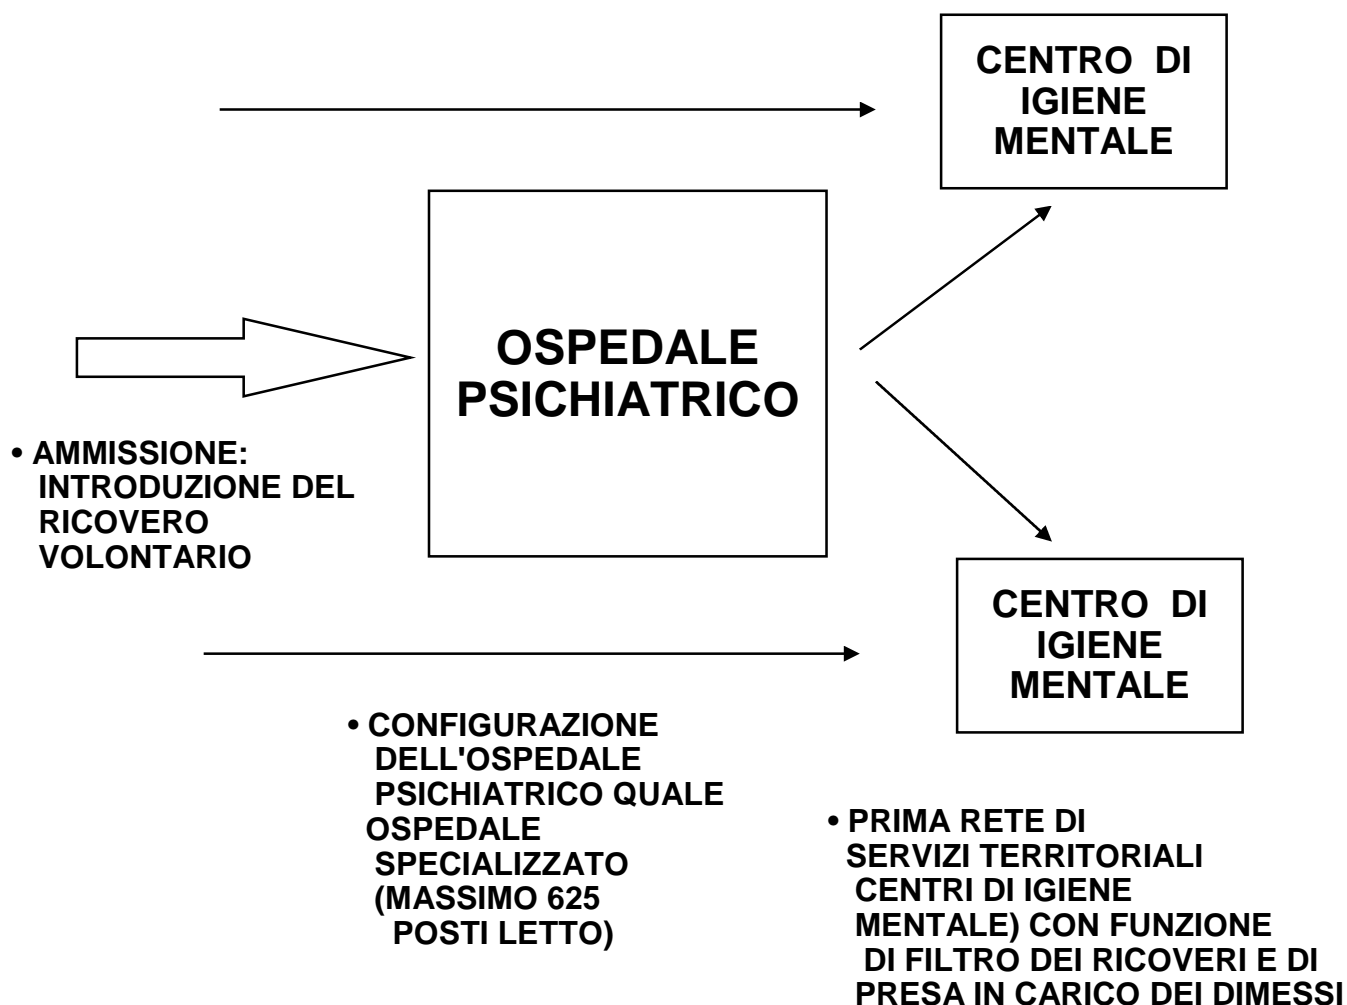 CENTRO DI
IGIENE
MENTALE
OSPEDALE
PSICHIATRICO
• AMMISSIONE:
INTRODUZIONE DEL
RICOVERO
VOLONTARIO
CENTRO DI
IGIENE
MENTALE
• CONFIGURAZIONE
DELL'OSPEDALE
PSICHIATRICO QUALE
OSPEDALE
SPECIALIZZATO
(MASSIMO 625
POSTI LETTO)
• PRIMA RETE DI
SERVIZI TERRITORIALI
CENTRI DI IGIENE
MENTALE) CON FUNZIONE
DI FILTRO DEI RICOVERI E DI
PRESA IN CARICO DEI DIMESSI